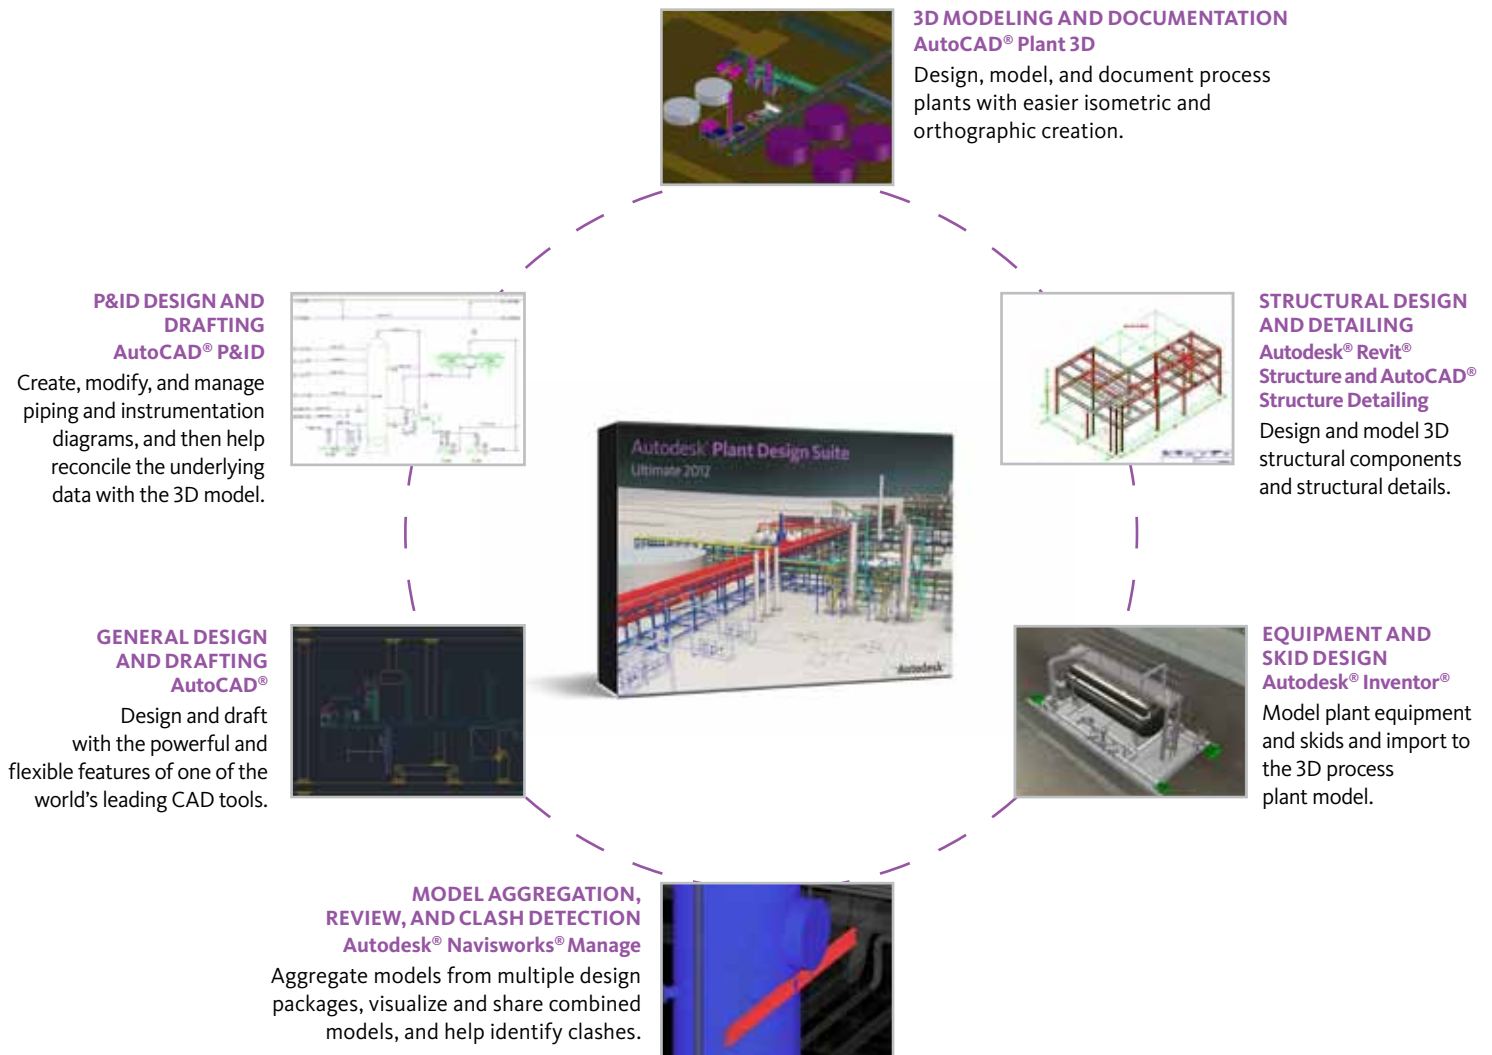 3D MODELING AND DOCUMENTATION
AutoCAD® Plant 3D
Design, model, and document process
plants with easier isometric and
orthographic creation.
P&ID DESIGN AND
DRAFTING
AutoCAD® P&ID
Create, modify, and manage
piping and instrumentation
diagrams, and then help
reconcile the underlying
data with the 3D model.
STRUCTURAL DESIGN
AND DETAILING
Autodesk® Revit®
Structure and AutoCAD®
Structure Detailing
Design and model 3D
structural components
and structural details.
Autodesk® Plant Design Suite
Ultimate 2012
Autodesk
GENERAL DESIGN
AND DRAFTING
AutoCAD®
Design and draft
with the powerful and
flexible features of one of the
world’s leading CAD tools.
EQUIPMENT AND
SKID DESIGN
Autodesk® Inventor®
Model plant equipment
and skids and import to
the 3D process
plant model.
MODEL AGGREGATION,
REVIEW, AND CLASH DETECTION
Autodesk® Navisworks® Manage
Aggregate models from multiple design
packages, visualize and share combined
models, and help identify clashes.